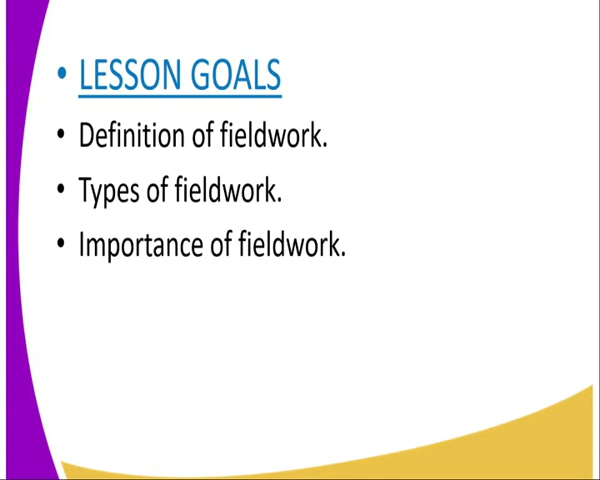 • LESSON GOALS
• Definition of fieldwork.
• Types of fieldwork.
• Importance of fieldwork.